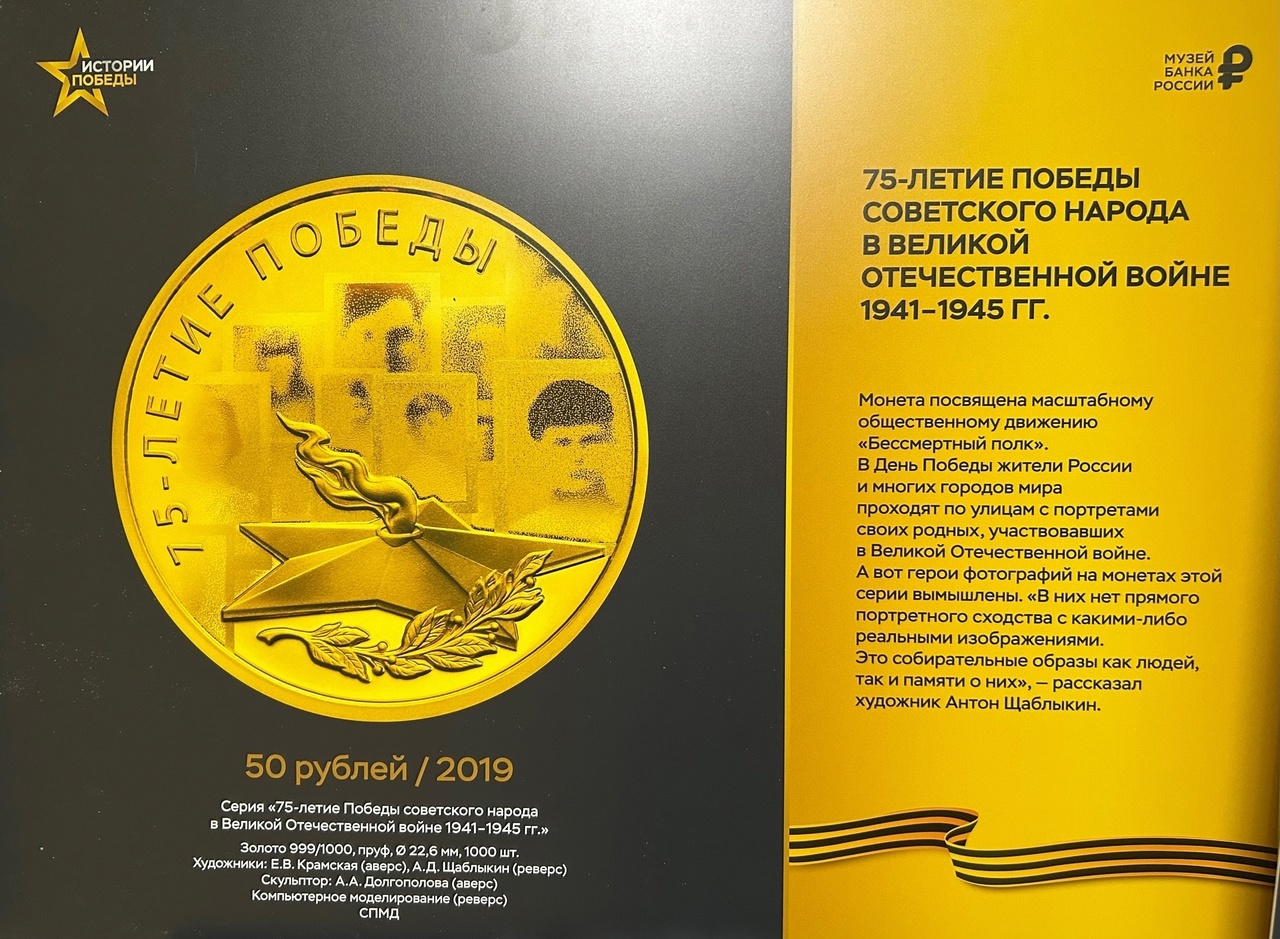 ИСТОРИИ
ПОБЕДЫ
75-ЛЕТИЕ ПОБЕДЫ
50 рублей / 2019
Серия «75-летие Победы советского народа
в Великой Отечественной войне 1941–1945 гг.»
Золото 999/1000, пруф, Ø 22,6 мм, 1000 шт.
Художники: Е.В. Крамская (аверс), А.Д. Щаблыкин (реверс)
Скульптор: А.А. Долгополова (аверс)
Компьютерное моделирование (реверс)
СПМД
МУЗЕЙ
БАНКА
РОССИИ
75-ЛЕТИЕ ПОБЕДЫ
СОВЕТСКОГО НАРОДА
В ВЕЛИКОЙ
ОТЕЧЕСТВЕННОЙ ВОЙНЕ
1941–1945 ГГ.
Монета посвящена масштабному
общественному движению
«Бессмертный полк».
В День Победы жители России
и многих городов мира
проходят по улицам с портретами
своих родных, участвовавших
в Великой Отечественной войне.
А вот герои фотографий на монетах этой
серии вымышлены. «В них нет прямого
портретного сходства с какими-либо
реальными изображениями.
Это собирательные образы как людей,
так и памяти о них», — рассказал
художник Антон Щаблыкин.